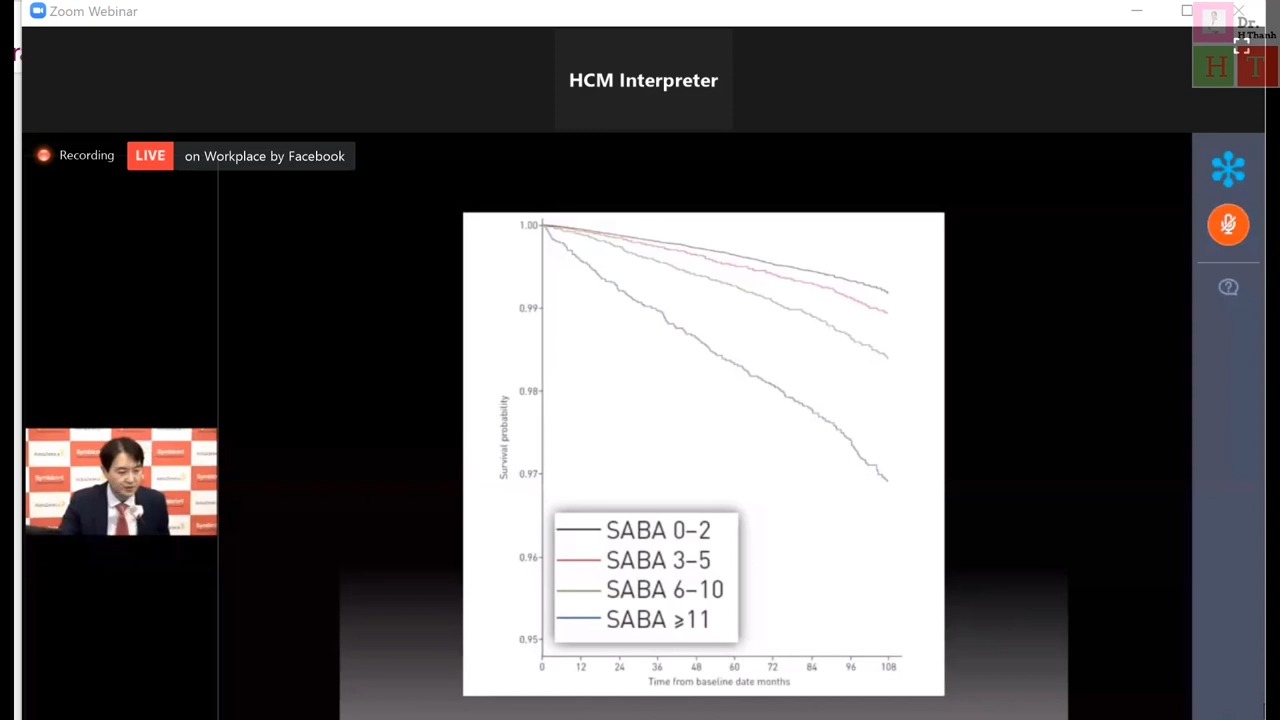 Zoom Webinar
Dr.
H Thanh
H T
HCM Interpreter
Recording
LIVE
on Workplace by Facebook
1.00
0.99
0.98
0.97
0.96
0.95
Survival probability
SABA 0–2
SABA 3–5
SABA 6–10
SABA ⩾11
0 12 24 36 48 60 72 84 96 108
Time from baseline date months